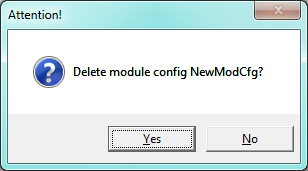 Attention!
Delete module config NewModCfg?
Yes
No